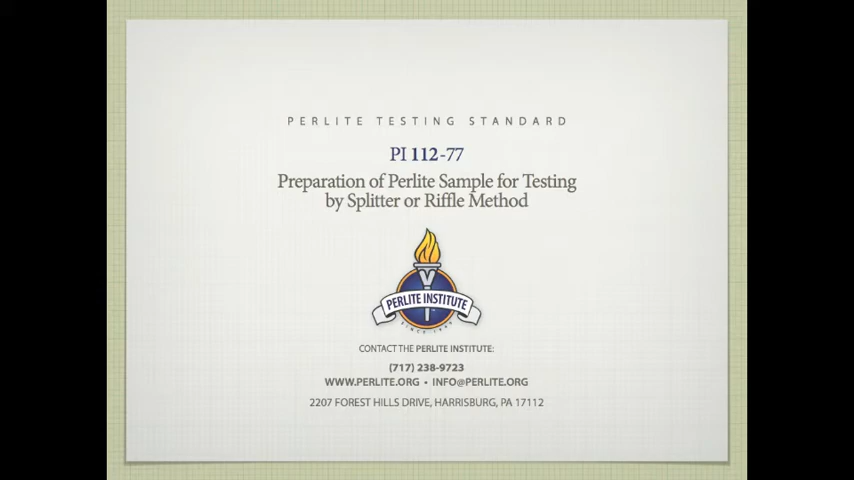 PERLITE TESTING STANDARD
PI 112-77
Preparation of Perlite Sample for Testing
by Splitter or Riffle Method
PERLITE INSTITUTE
CONTACT THE PERLITE INSTITUTE:
(717) 238-9723
WWW.PERLITE.ORG • INFO@PERLITE.ORG
2207 FOREST HILLS DRIVE, HARRISBURG, PA 17112